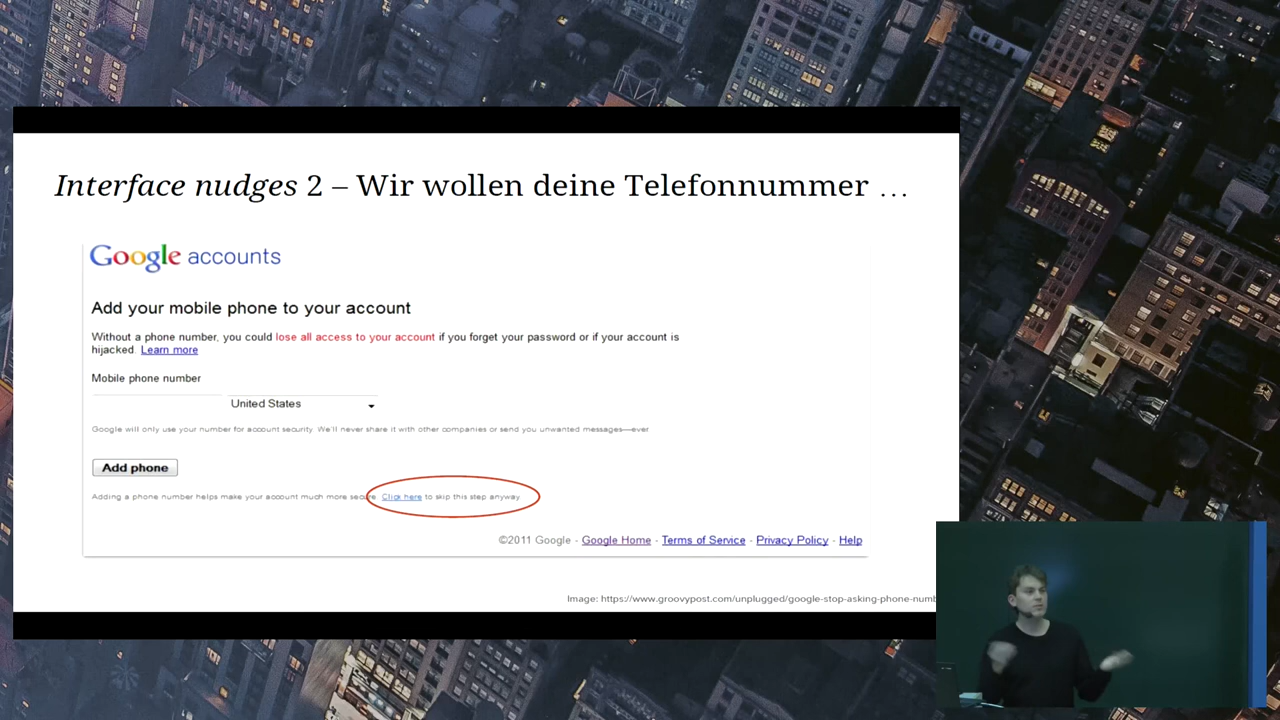 Interface nudges 2 – Wir wollen deine Telefonnummer …
Google accounts
Add your mobile phone to your account
Without a phone number, you could lose all access to your account if you forget your password or if your account is
hijacked. Learn more
Mobile phone number
United States
Google will only use your number for account security. We'll never share it with other companies or send you unwanted messages—ever
Add phone
Adding a phone number helps make your account much more secure. Click here to skip this step anyway
©2011 Google - Google Home - Terms of Service - Privacy Policy - Help
Image: https://www.groovypost.com/unplugged/google-stop-asking-phone-numb